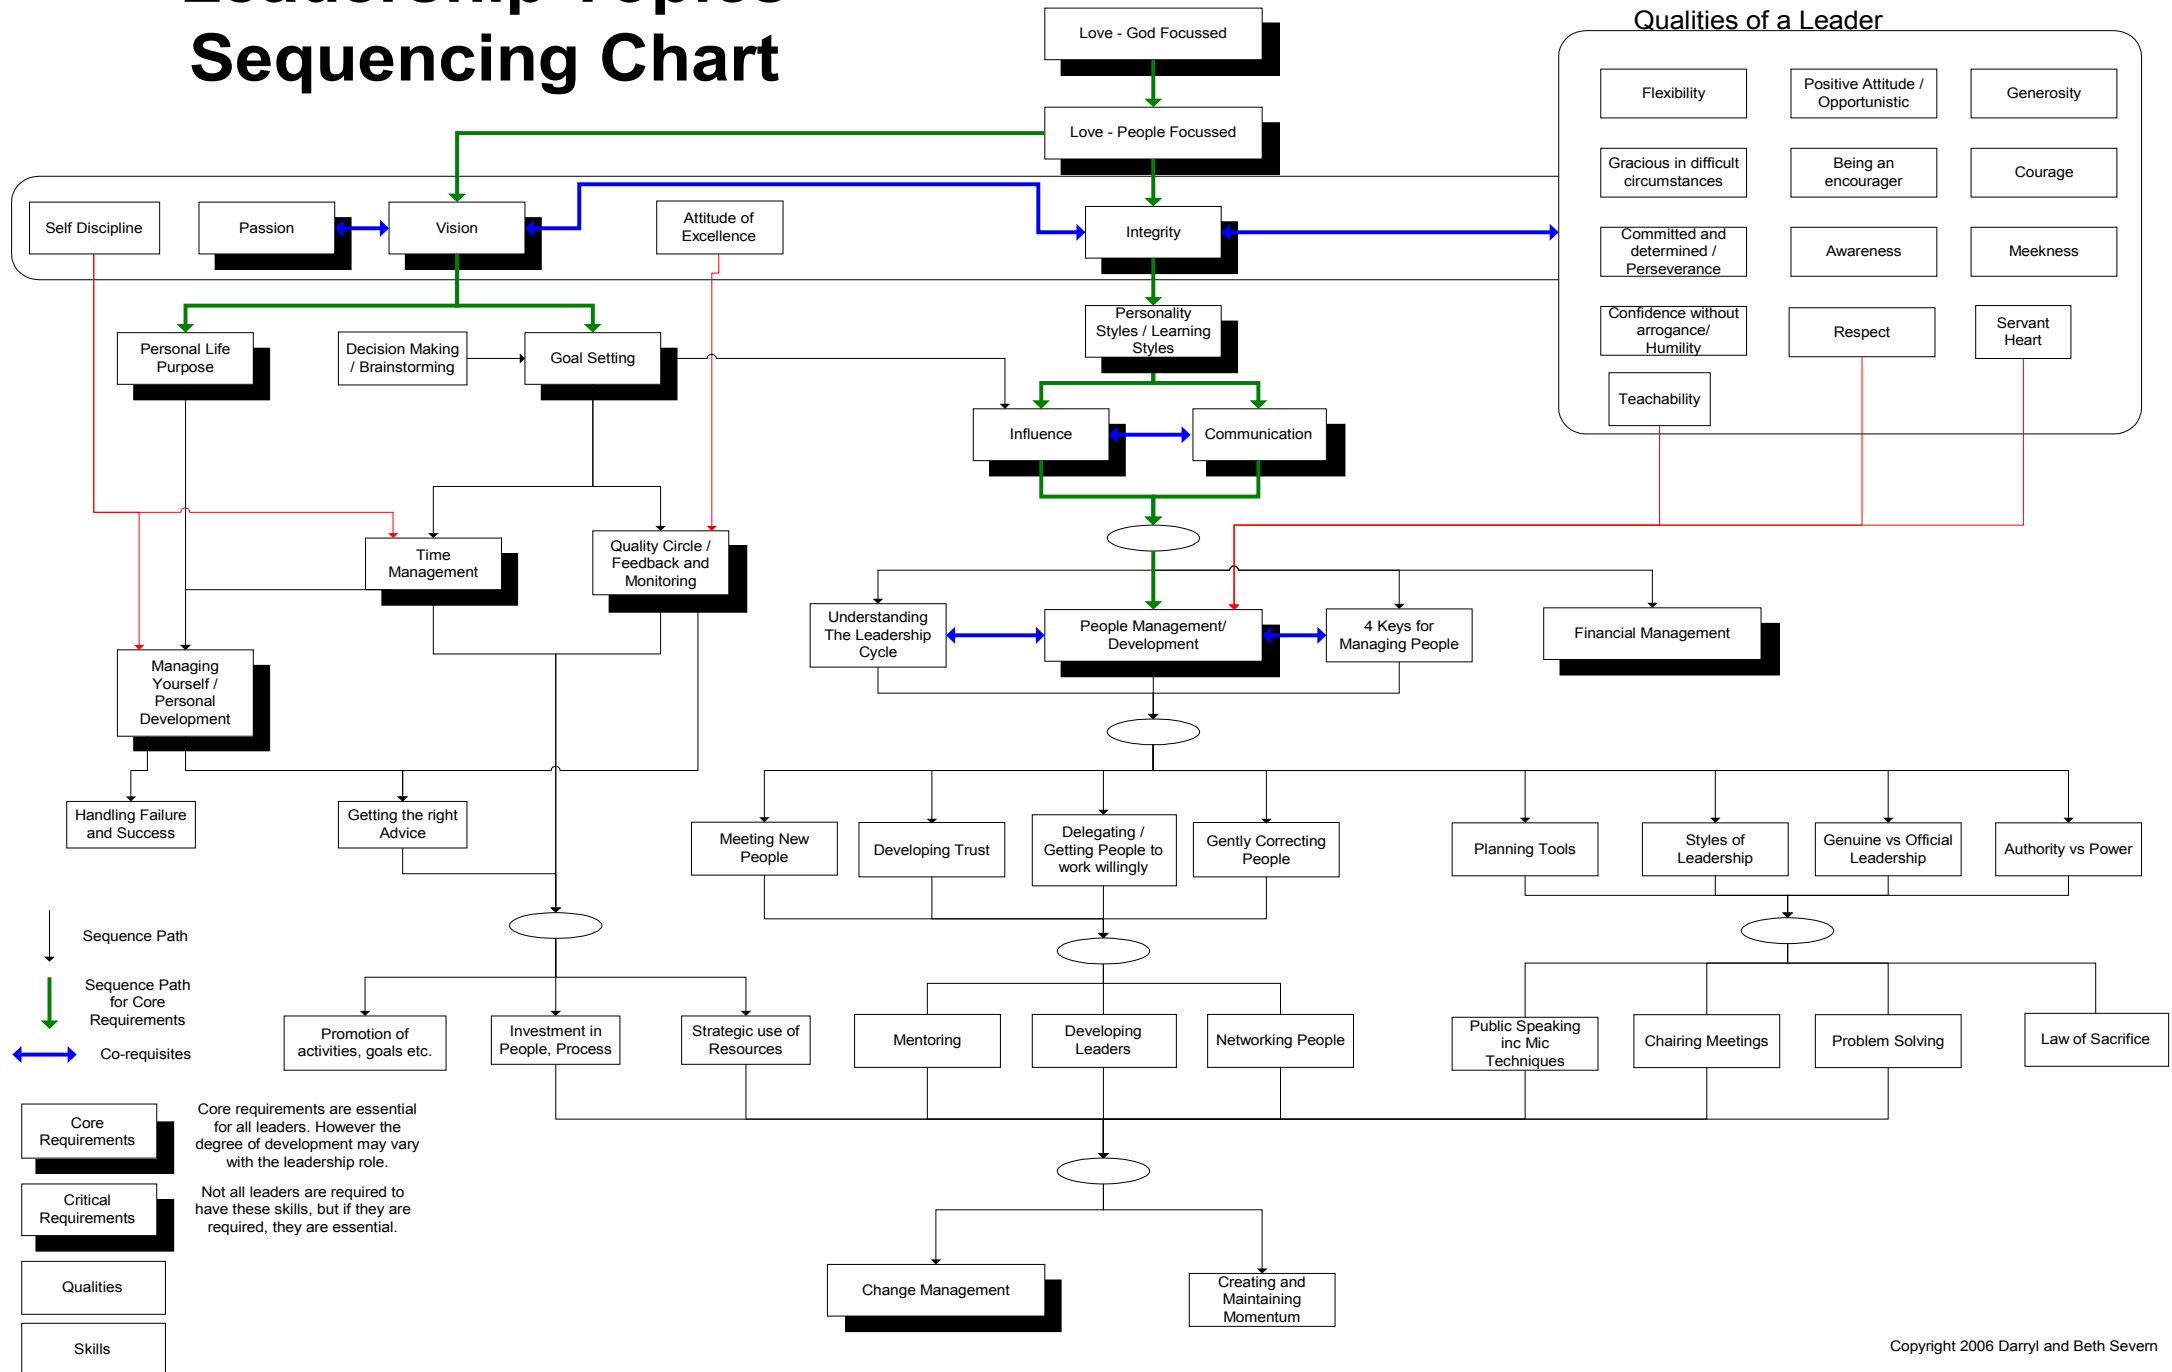 Leadership Topics
Sequencing Chart
Love - God Focussed
Qualities of a Leader
Love - People Focussed
Flexibility
Positive Attitude /
Opportunistic
Generosity
Gracious in difficult
circumstances
Being an
encourager
Courage
Self Discipline
Passion
Vision
Attitude of
Excellence
Integrity
Committed and
determined /
Perseverance
Awareness
Meekness
Personal Life
Purpose
Decision Making
/ Brainstorming
Goal Setting
Personality
Styles / Learning
Styles
Confidence without
arrogance/
Humility
Respect
Servant
Heart
Teachability
Influence
Communication
Time
Management
Quality Circle /
Feedback and
Monitoring
Understanding
The Leadership
Cycle
People Management/
Development
4 Keys for
Managing People
Financial Management
Managing
Yourself /
Personal
Development
Handling Failure
and Success
Getting the right
Advice
Meeting New
People
Developing Trust
Delegating /
Getting People to
work willingly
Gently Correcting
People
Planning Tools
Styles of
Leadership
Genuine vs Official
Leadership
Authority vs Power
Sequence Path
Sequence Path
for Core
Requirements
Co-requisites
Promotion of
activities, goals etc.
Investment in
People, Process
Strategic use of
Resources
Mentoring
Developing
Leaders
Networking People
Public Speaking
inc Mic
Techniques
Chairing Meetings
Problem Solving
Law of Sacrifice
Core
Requirements
Core requirements are essential
for all leaders. However the
degree of development may vary
with the leadership role.
Critical
Requirements
Not all leaders are required to
have these skills, but if they are
required, they are essential.
Qualities
Skills
Change Management
Creating and
Maintaining
Momentum
Copyright 2006 Darryl and Beth Severn